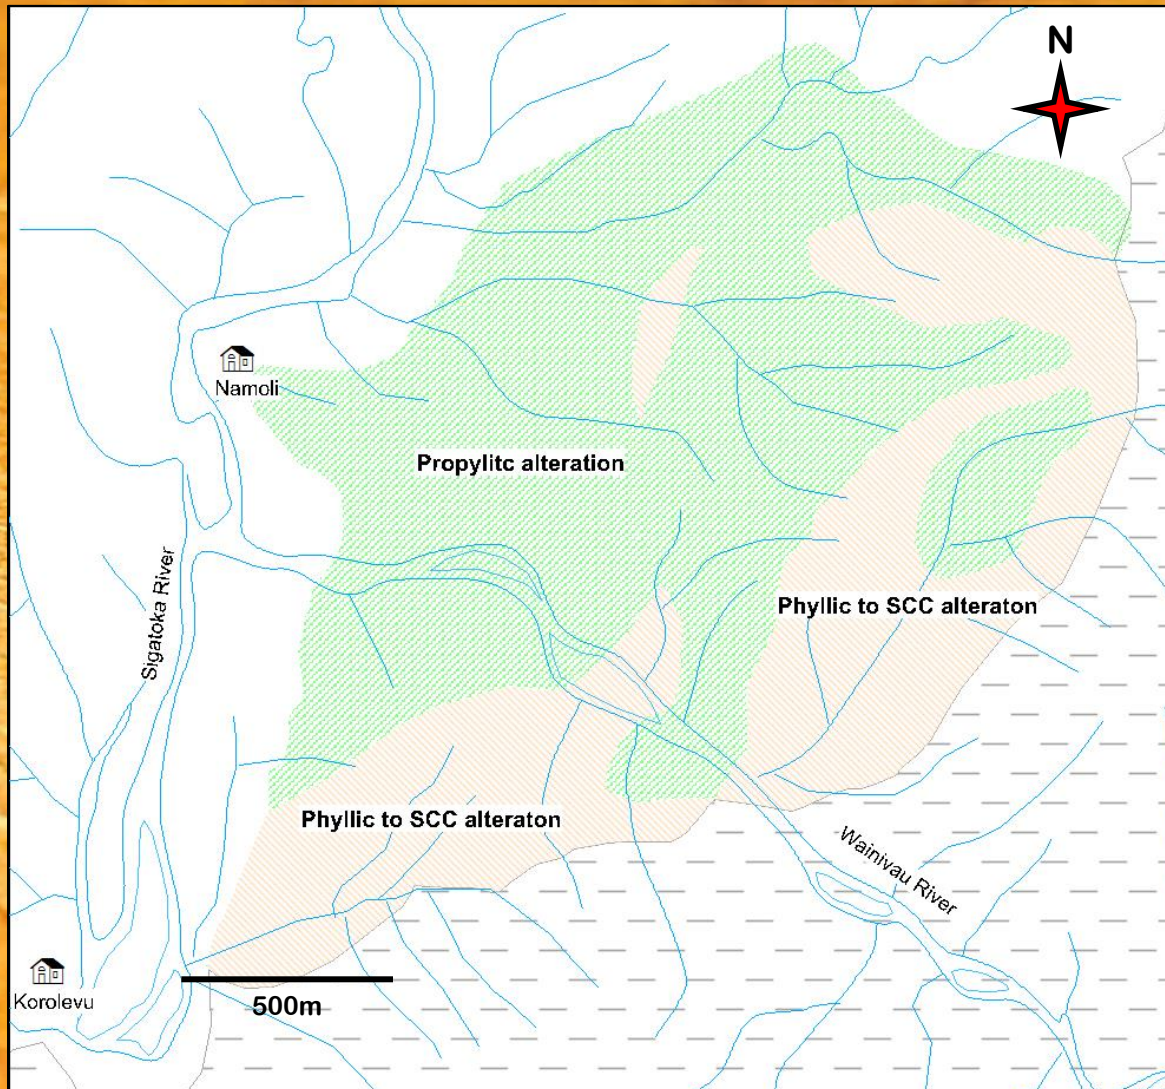 N
Namoli
Propylitc alteration
Sigatoka River
Phyllic to SCC alteraton
Phyllic to SCC alteraton
Wainivau River
Korolevu
500m